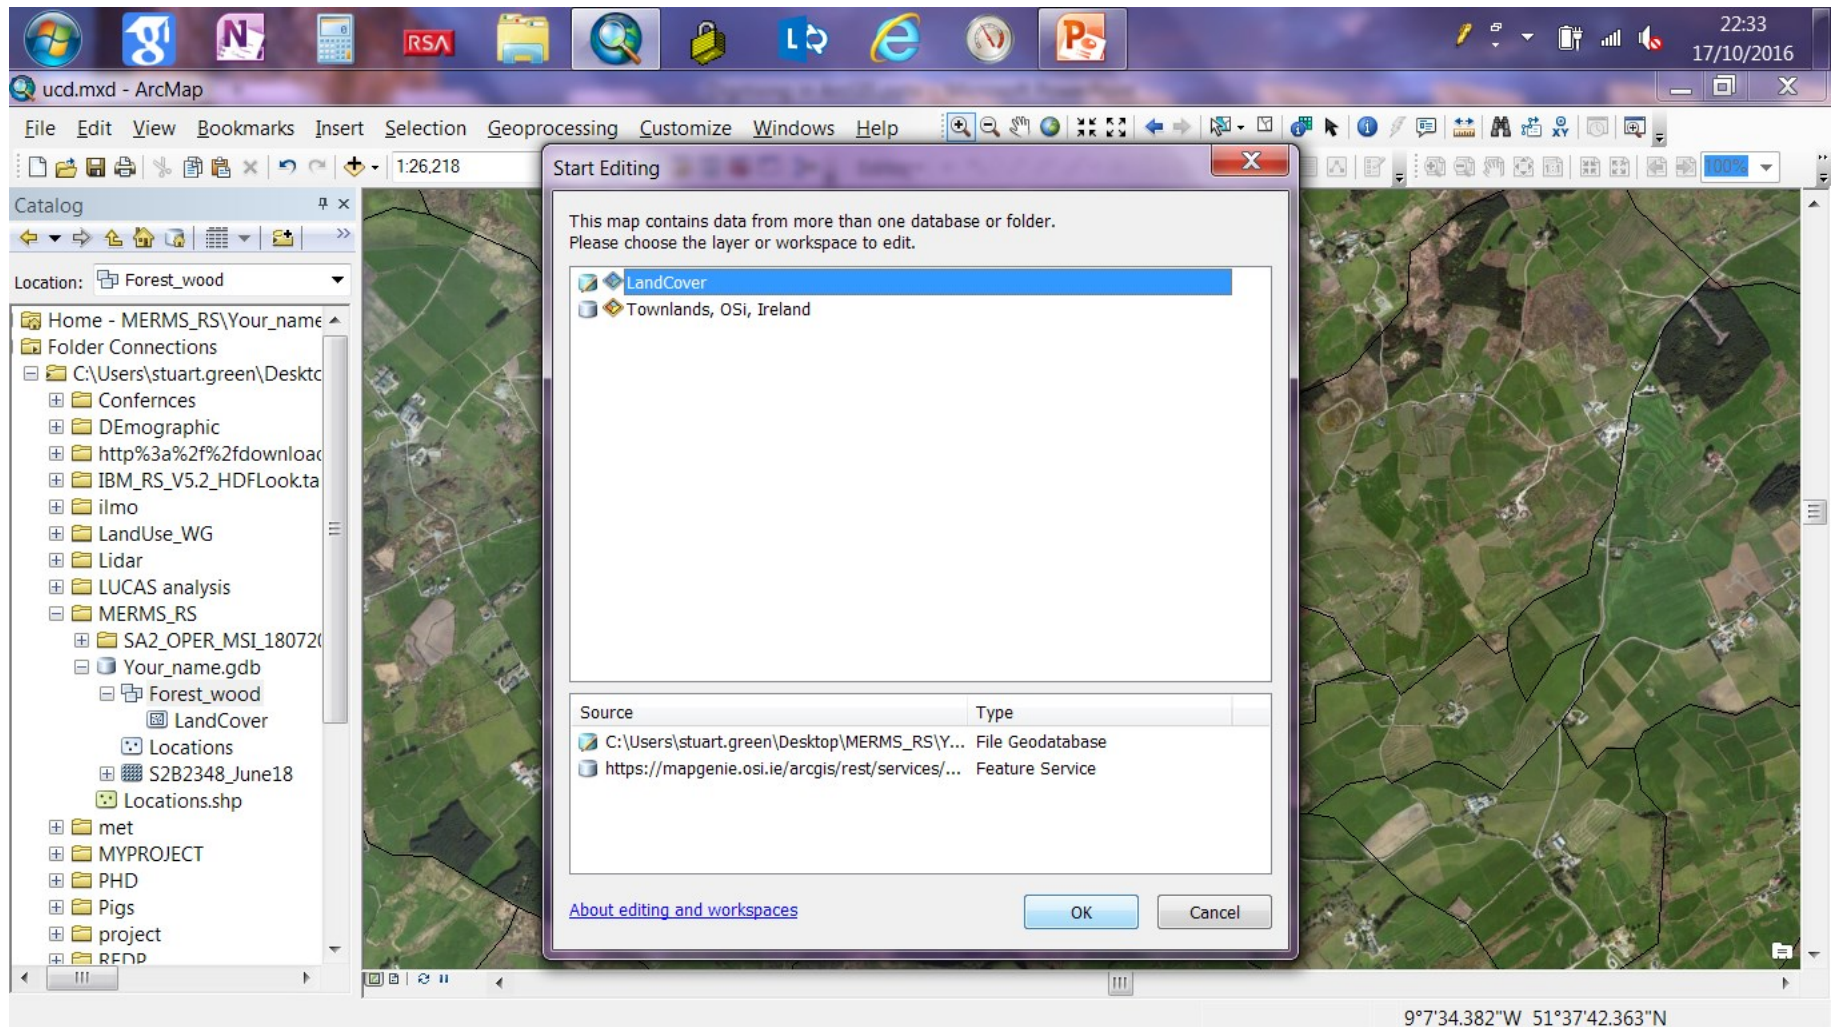 22:33
17/10/2016
RSA
ucd.mxd - ArcMap
File Edit View Bookmarks Insert Selection Geoprocessing Customize Windows Help
1:26,218
100%
Catalog
Location: Forest_wood
Home - MERMS_RS\Your_name
Folder Connections
C:\Users\stuart.green\Deskto
Confernces
DEmographic
http%3a%2f%2fdownload
IBM_RS_V5.2_HDFLook.ta
ilmo
LandUse_WG
Lidar
LUCAS analysis
MERMS_RS
SA2_OPER_MSI_180720
Your_name.gdb
Forest_wood
LandCover
Locations
S2B2348_June18
Locations.shp
met
MYPROJECT
PHD
Pigs
project
REDP
Start Editing
This map contains data from more than one database or folder.
Please choose the layer or workspace to edit.
LandCover
Townlands, OSi, Ireland
Source Type
C:\Users\stuart.green\Desktop\MERMS_RS\Y... File Geodatabase
https://mapgenie.osi.ie/arcgis/rest/services/... Feature Service
About editing and workspaces
OK Cancel
9°7'34.382"W 51°37'42.363"N